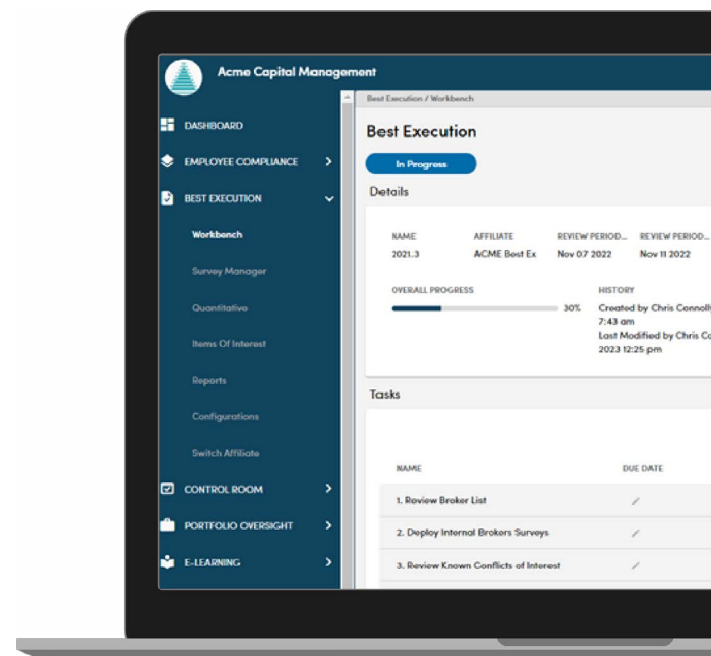 Acme Capital Management
DASHBOARD
EMPLOYEE COMPLIANCE
BEST EXECUTION
Workbench
Survey Manager
Quantitative
Items Of Interest
Reports
Configurations
Switch Affiliate
CONTROL ROOM
PORTFOLIO OVERSIGHT
E-LEARNING
Best Execution / Workbench
Best Execution
In Progress
Details
NAME AFFILIATE REVIEW PERIOD... REVIEW PERIOD...
2021.3 ACME Best Ex Nov 07 2022 Nov 11 2022
OVERALL PROGRESS HISTORY
30% Created by Chris Connolly
7:43 am
Last Modified by Chris Co
2023 12:25 pm
Tasks
NAME DUE DATE
1. Review Broker List
2. Deploy Internal Brokers Surveys
3. Review Known Conflicts of Interest